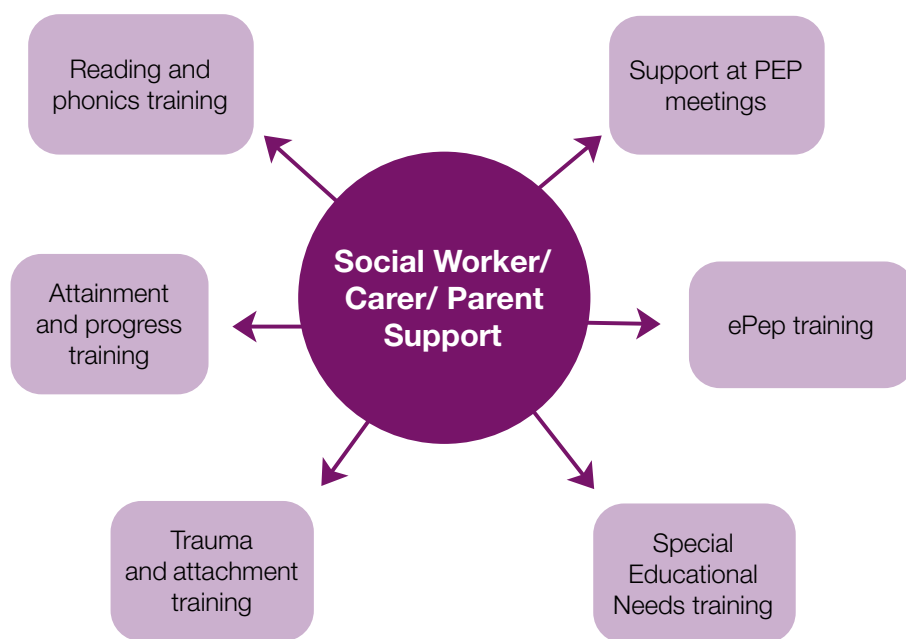 Reading and
phonics training
Support at PEP
meetings
Social Worker/
Carer/ Parent
Support
Attainment
and progress
training
ePep training
Trauma
and attachment
training
Special
Educational
Needs training